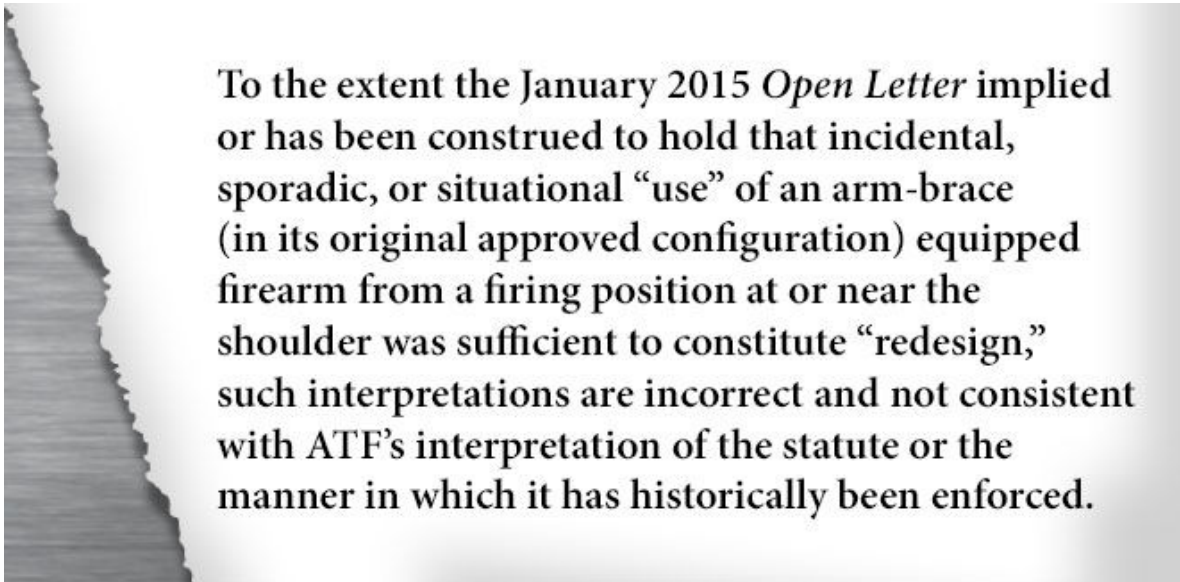 To the extent the January 2015 Open Letter implied
or has been construed to hold that incidental,
sporadic, or situational “use” of an arm-brace
(in its original approved configuration) equipped
firearm from a firing position at or near the
shoulder was sufficient to constitute “redesign,”
such interpretations are incorrect and not consistent
with ATF’s interpretation of the statute or the
manner in which it has historically been enforced.